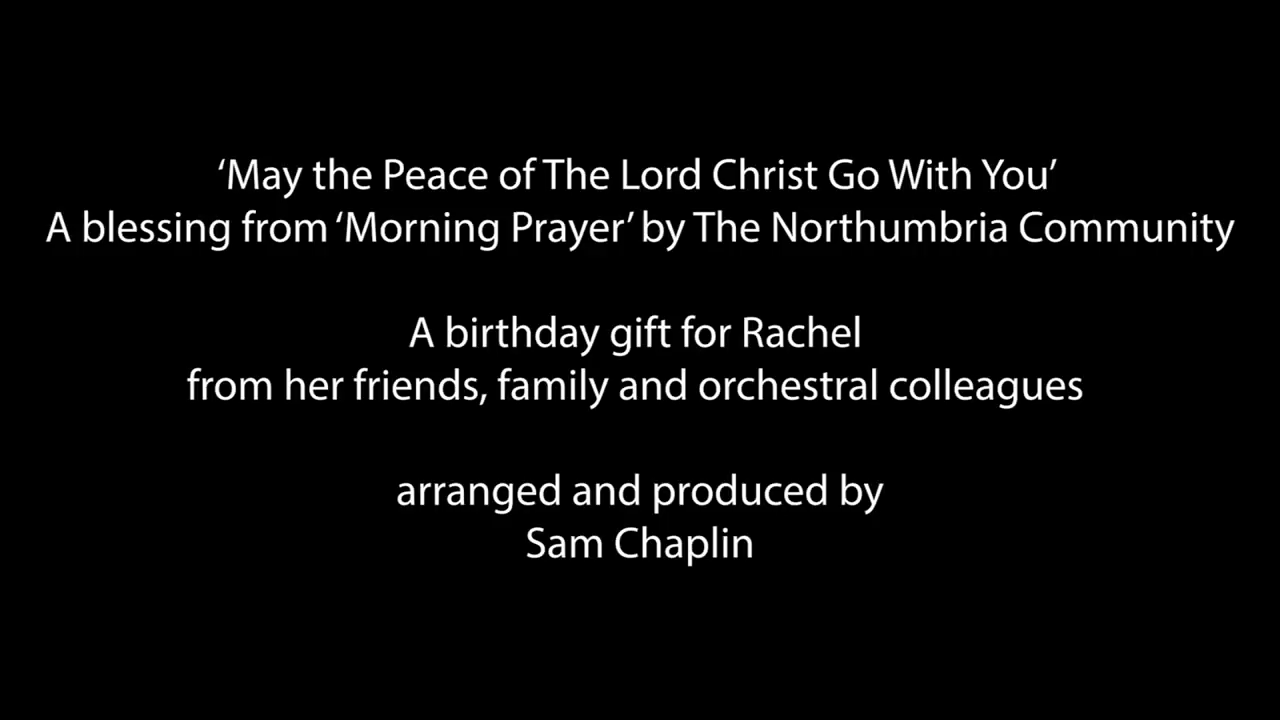 ‘May the Peace of The Lord Christ Go With You’
A blessing from ‘Morning Prayer’ by The Northumbria Community
A birthday gift for Rachel
from her friends, family and orchestral colleagues
arranged and produced by
Sam Chaplin